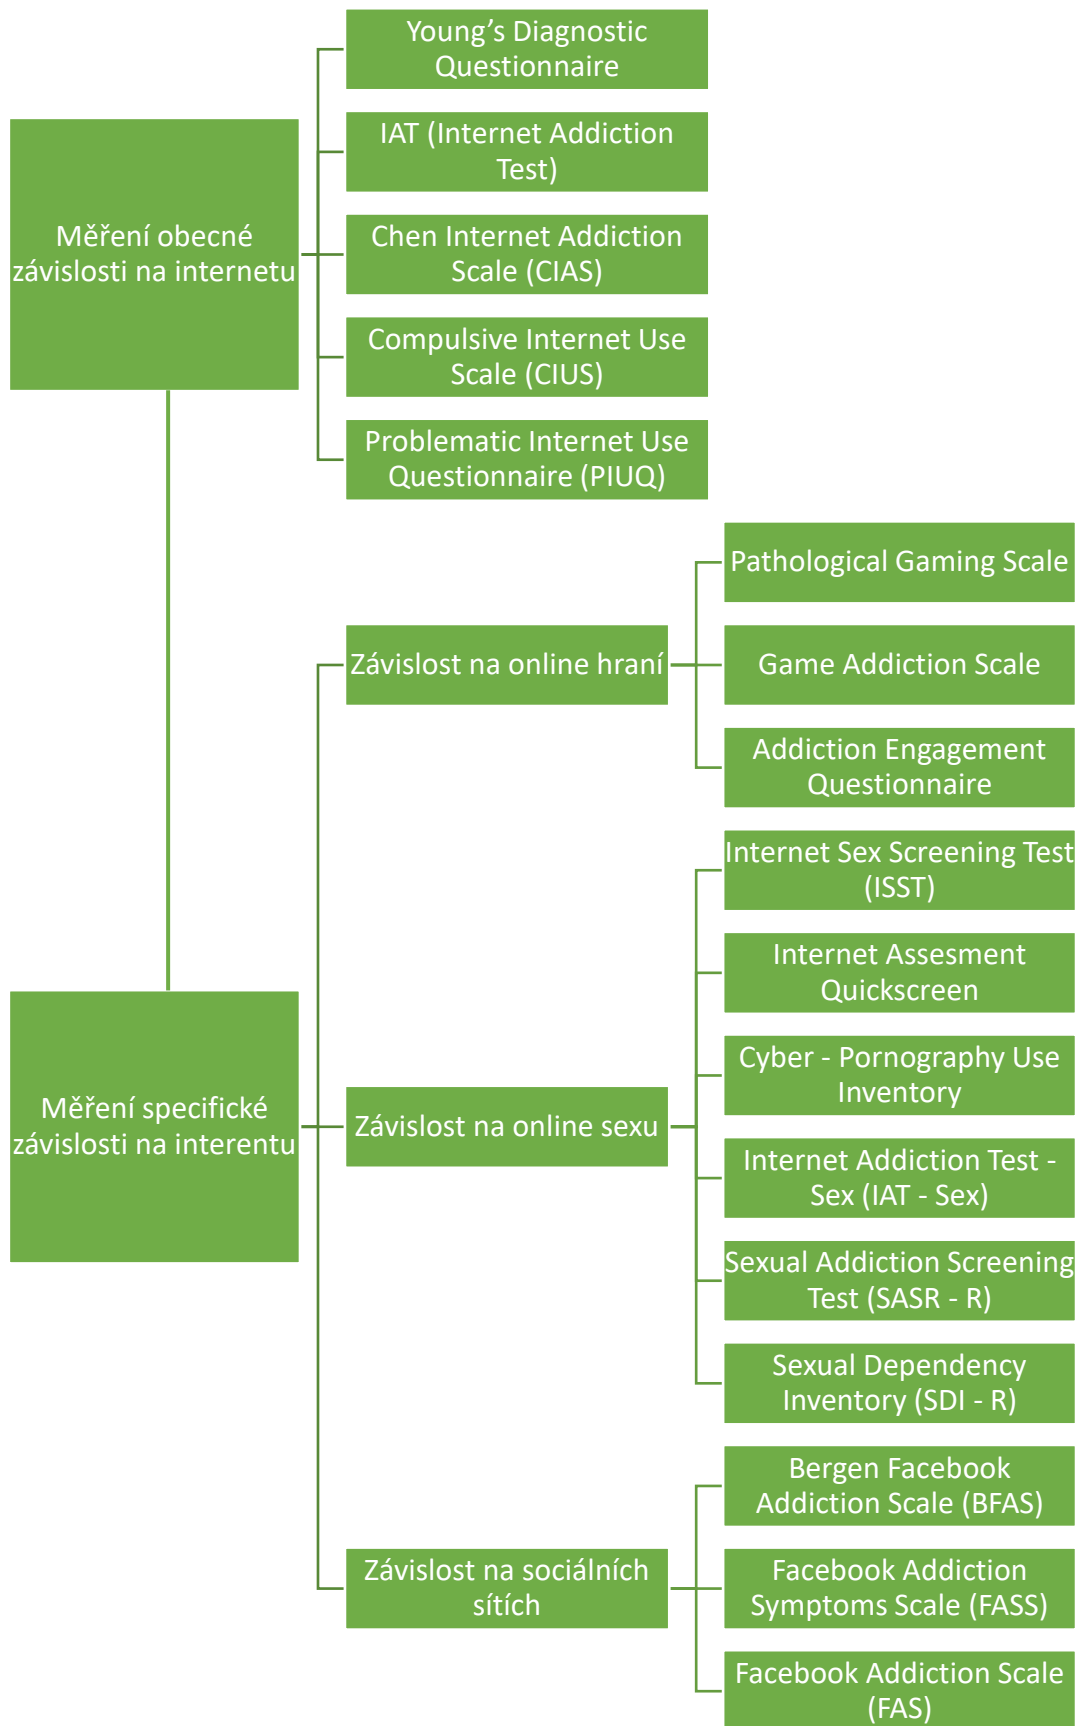 Young’s Diagnostic
Questionnaire
IAT (Internet Addiction
Test)
Měření obecné
závislosti na internetu
Chen Internet Addiction
Scale (CIAS)
Compulsive Internet Use
Scale (CIUS)
Problematic Internet Use
Questionnaire (PIUQ)
Měření specifické
závislosti na interentu
Závislost na online hraní
Pathological Gaming Scale
Game Addiction Scale
Addiction Engagement
Questionnaire
Závislost na online sexu
Internet Sex Screening Test
(ISST)
Internet Assesment
Quickscreen
Cyber - Pornography Use
Inventory
Internet Addiction Test -
Sex (IAT - Sex)
Sexual Addiction Screening
Test (SASR - R)
Sexual Dependency
Inventory (SDI - R)
Závislost na sociálních
sítích
Bergen Facebook
Addiction Scale (BFAS)
Facebook Addiction
Symptoms Scale (FASS)
Facebook Addiction Scale
(FAS)